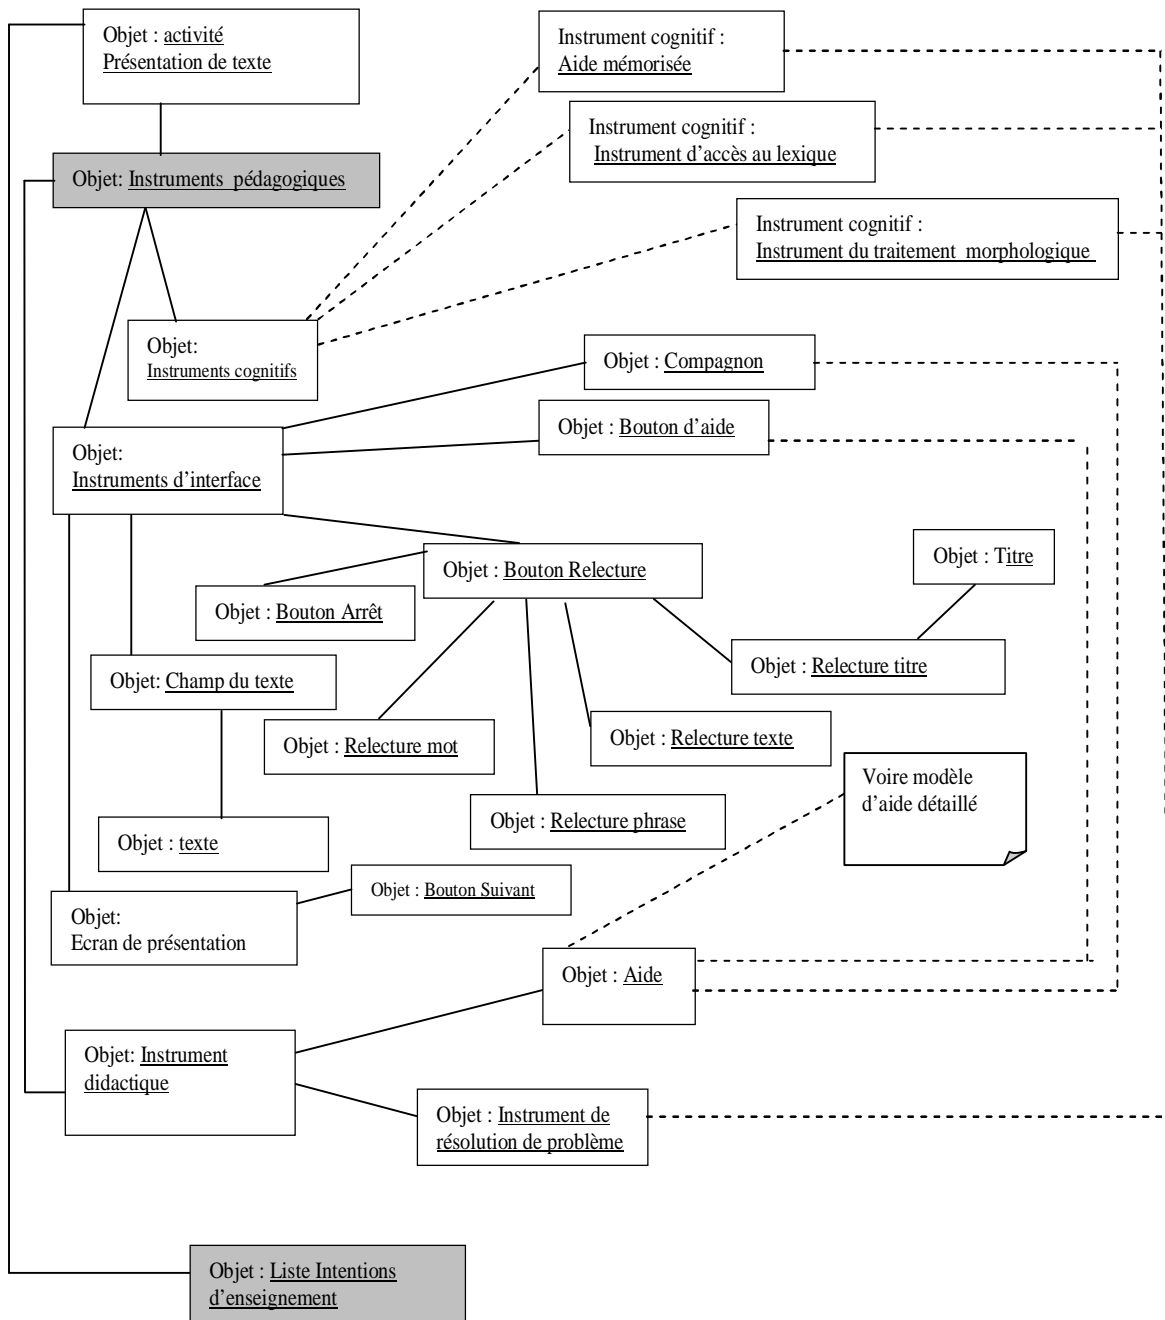 Objet : activité
Présentation de texte
Instrument cognitif :
Aide mémorisée
Instrument cognitif :
Instrument d'accès au lexique
Objet: Instruments pédagogiques
Instrument cognitif :
Instrument du traitement morphologique
Objet:
Instruments cognitifs
Objet : Compagnon
Objet : Bouton d'aide
Objet:
Instruments d'interface
Objet : Titre
Objet : Bouton Relecture
Objet : Bouton Arrêt
Objet : Relecture titre
Objet: Champ du texte
Objet : Relecture mot
Objet : Relecture texte
Voire modèle
d'aide détaillé
Objet : Relecture phrase
Objet : texte
Objet : Bouton Suivant
Objet:
Ecran de présentation
Objet : Aide
Objet: Instrument
didactique
Objet : Instrument de
résolution de problème
Objet : Liste Intentions
d'enseignement